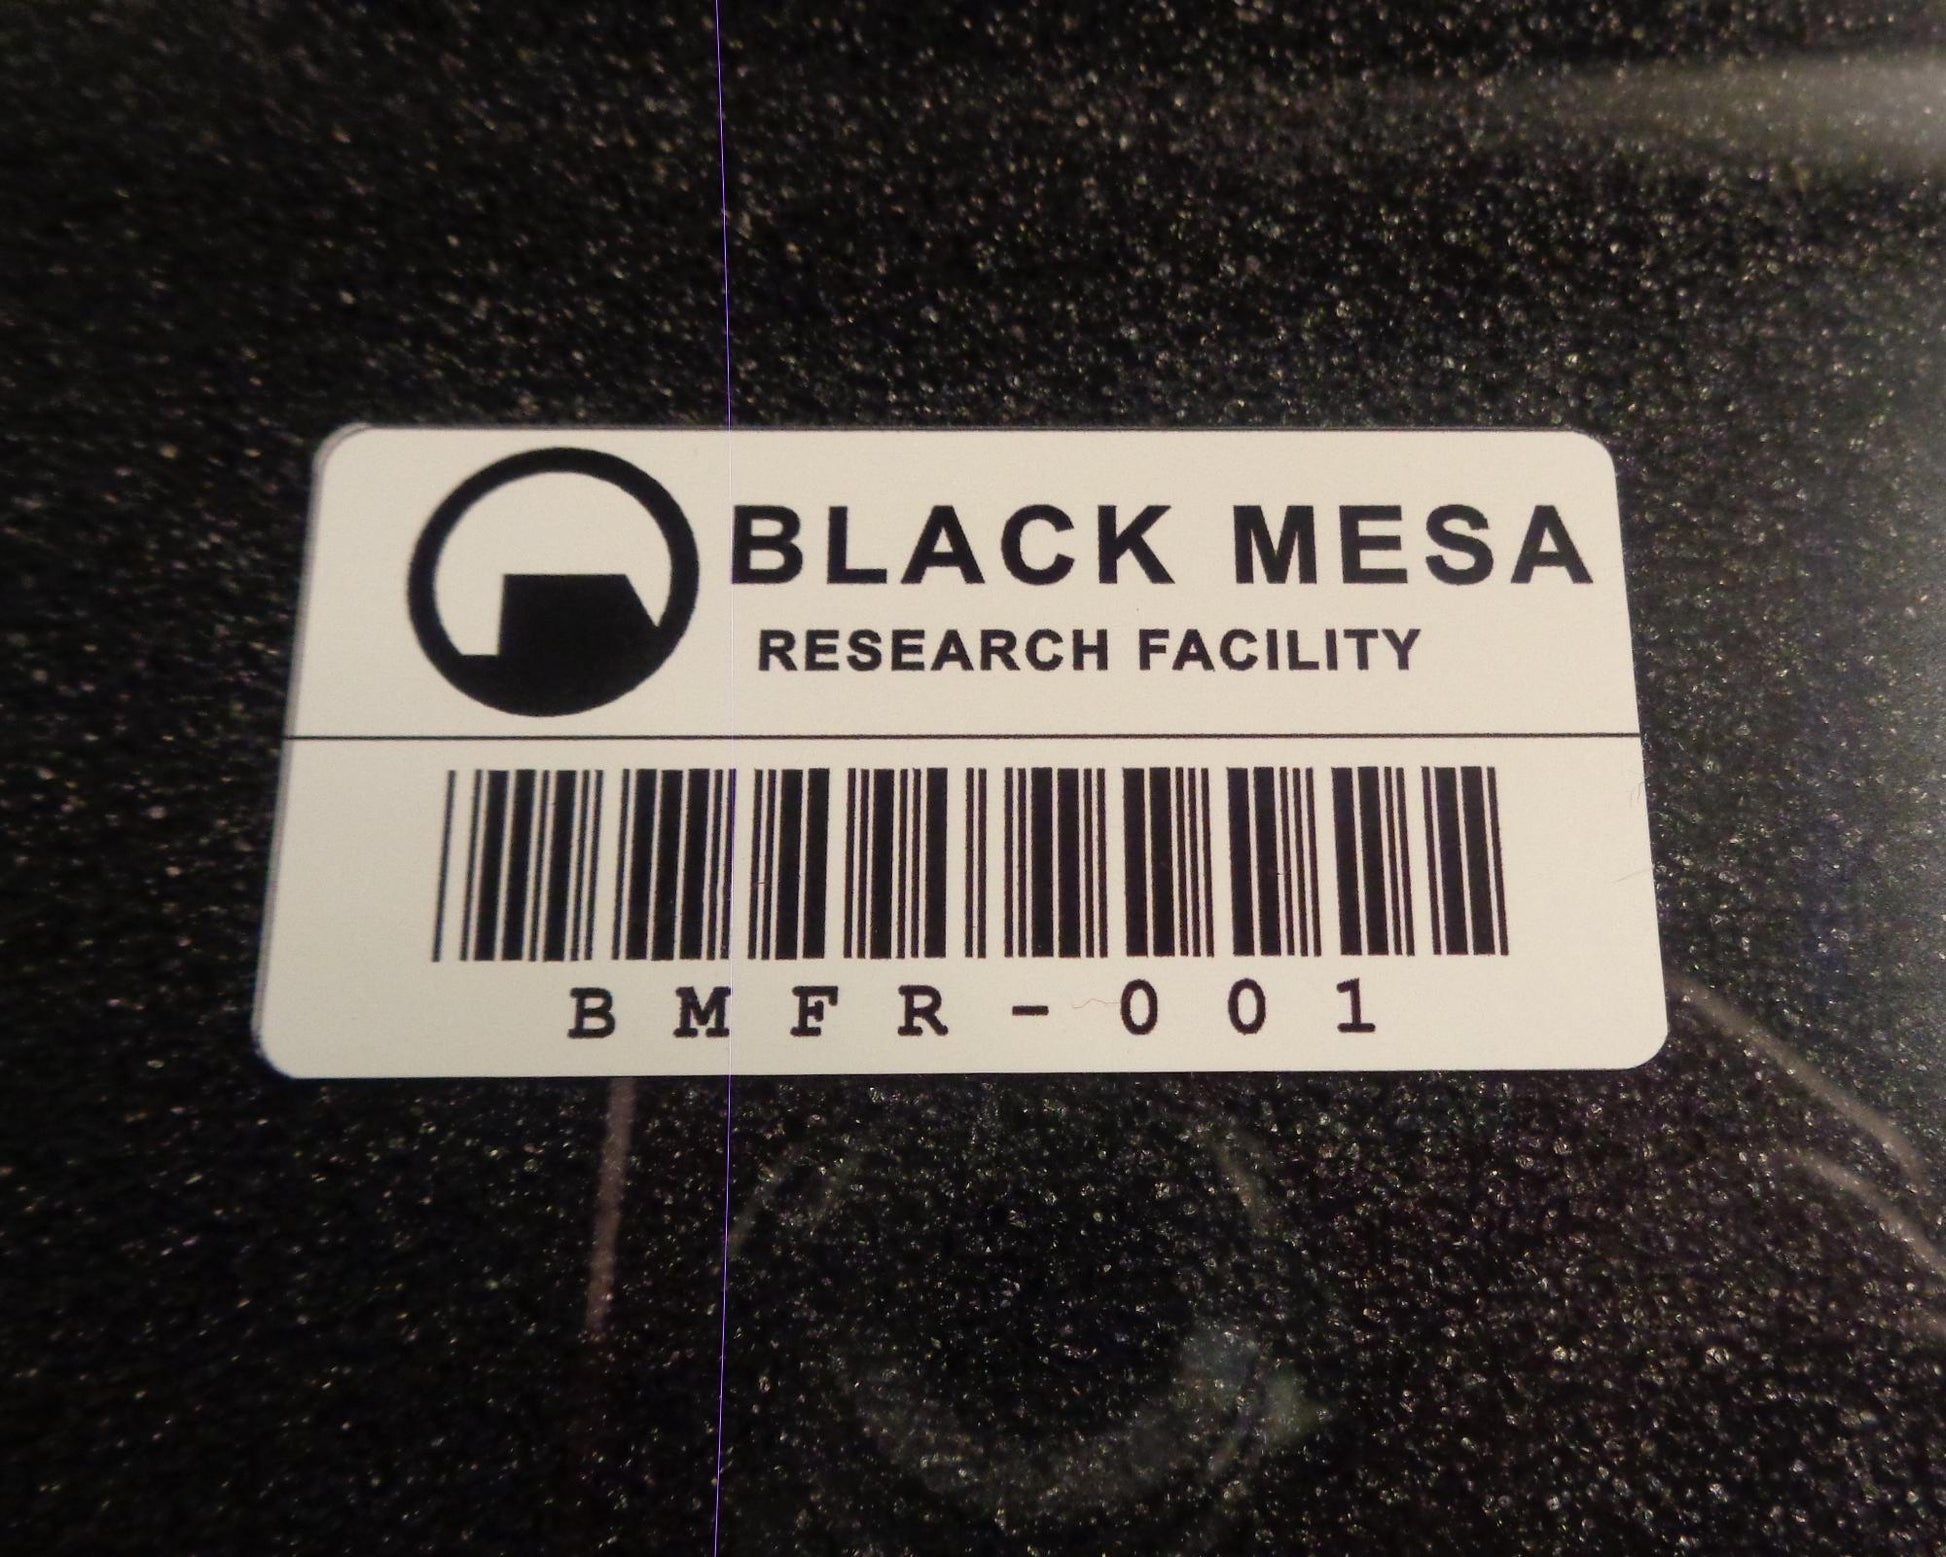 BLACK MESA
RESEARCH FACILITY
BMFR-001